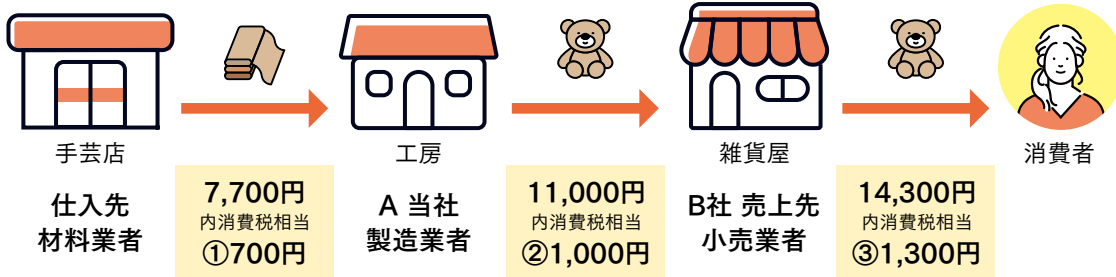 手芸店
工房
雑貨屋
消費者
仕入先
材料業者
7,700円
内消費税相当
①700円
A 当社
製造業者
11,000円
内消費税相当
②1,000円
B社 売上先
小売業者
14,300円
内消費税相当
③1,300円